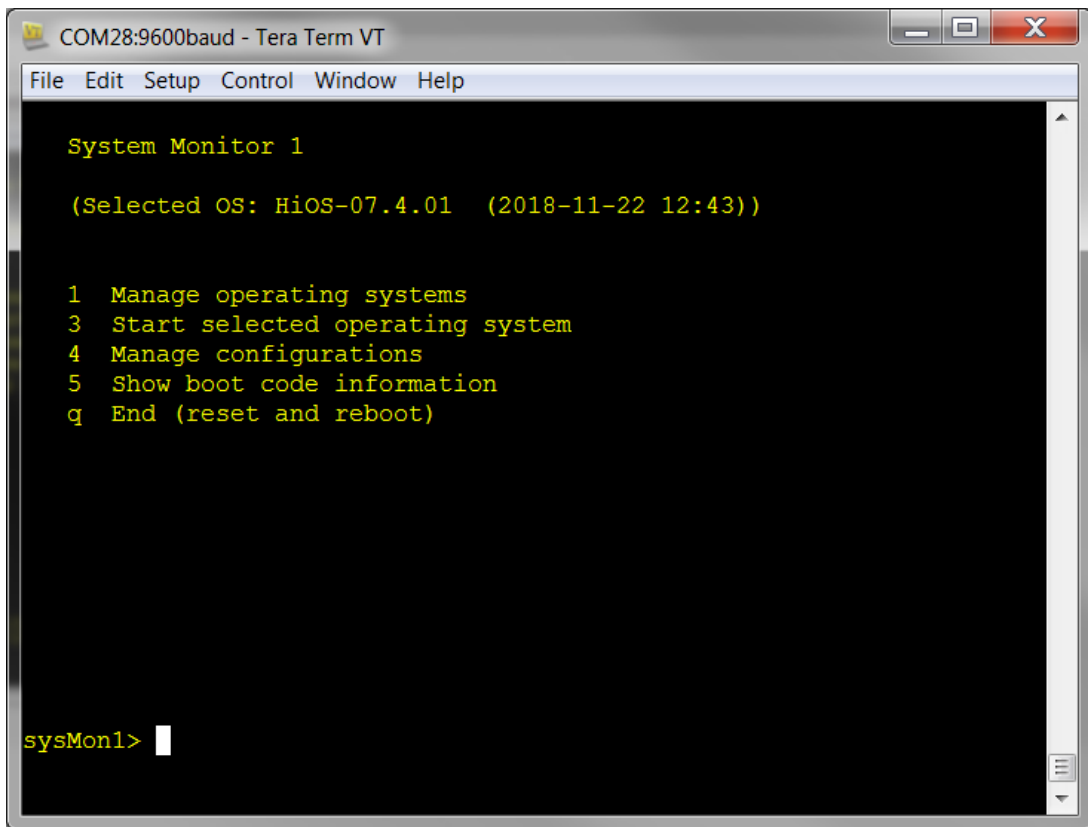 COM28:9600baud - Tera Term VT
File Edit Setup Control Window Help
System Monitor 1
(Selected OS: HiOS-07.4.01 (2018-11-22 12:43))
1 Manage operating systems
3 Start selected operating system
4 Manage configurations
5 Show boot code information
q End (reset and reboot)
sysMon1>